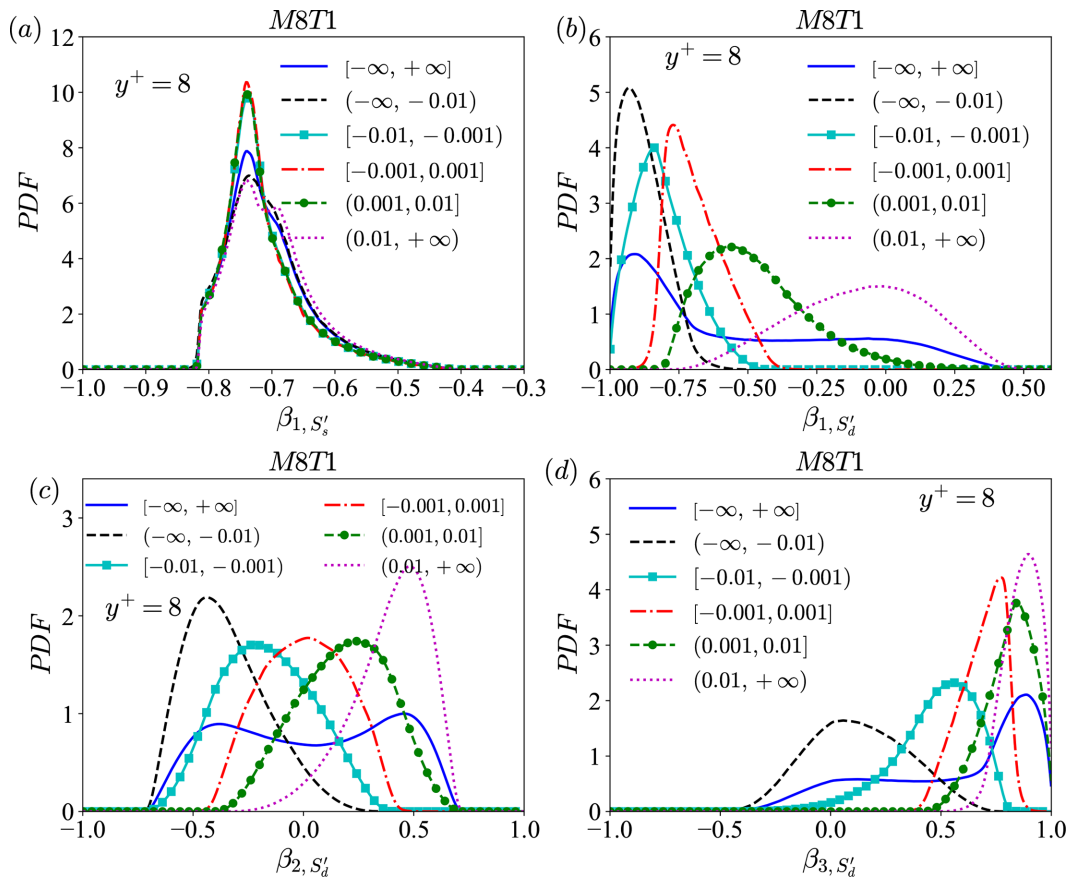 (a)
M8T1
PDF
12
10
8
6
4
2
0
y⁺ = 8
[−∞, +∞]
(−∞, −0.01)
[−0.01, −0.001)
[−0.001, 0.001]
(0.001, 0.01]
(0.01, +∞)
−1.0 −0.9 −0.8 −0.7 −0.6 −0.5 −0.4 −0.3
β₁, S′ₛ
(b)
M8T1
PDF
6
5
4
3
2
1
0
y⁺ = 8
[−∞, +∞]
(−∞, −0.01)
[−0.01, −0.001)
[−0.001, 0.001]
(0.001, 0.01]
(0.01, +∞)
−1.00 −0.75 −0.50 −0.25 0.00 0.25 0.50
β₁, S′_d
(c)
M8T1
PDF
3
2
1
0
[−∞, +∞]
(−∞, −0.01)
[−0.01, −0.001)
[−0.001, 0.001]
(0.001, 0.01]
(0.01, +∞)
y⁺ = 8
−1.0 −0.5 0.0 0.5 1.0
β₂, S′_d
(d)
M8T1
PDF
6
5
4
3
2
1
0
y⁺ = 8
[−∞, +∞]
(−∞, −0.01)
[−0.01, −0.001)
[−0.001, 0.001]
(0.001, 0.01]
(0.01, +∞)
−1.0 −0.5 0.0 0.5 1.0
β₃, S′_d